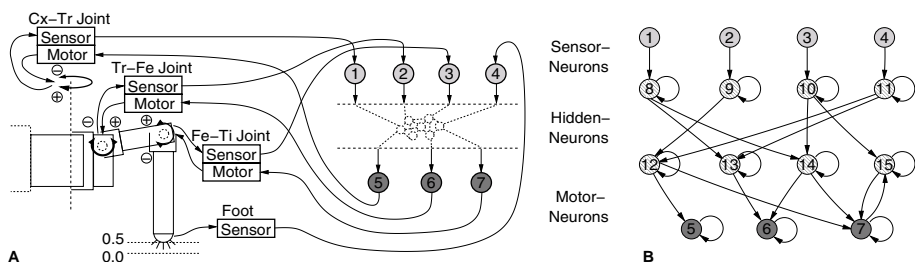 Cx–Tr Joint
Sensor
Motor
⊖
⊕
Tr–Fe Joint
Sensor
Motor
⊖ ⊕ ⊕
⊖
Fe–Ti Joint
Sensor
Motor
Foot
Sensor
0.5
0.0
1 2 3 4
5 6 7
A
Sensor–
Neurons
Hidden–
Neurons
Motor–
Neurons
1 2 3 4
8 9 10 11
12 13 14 15
5 6 7
B